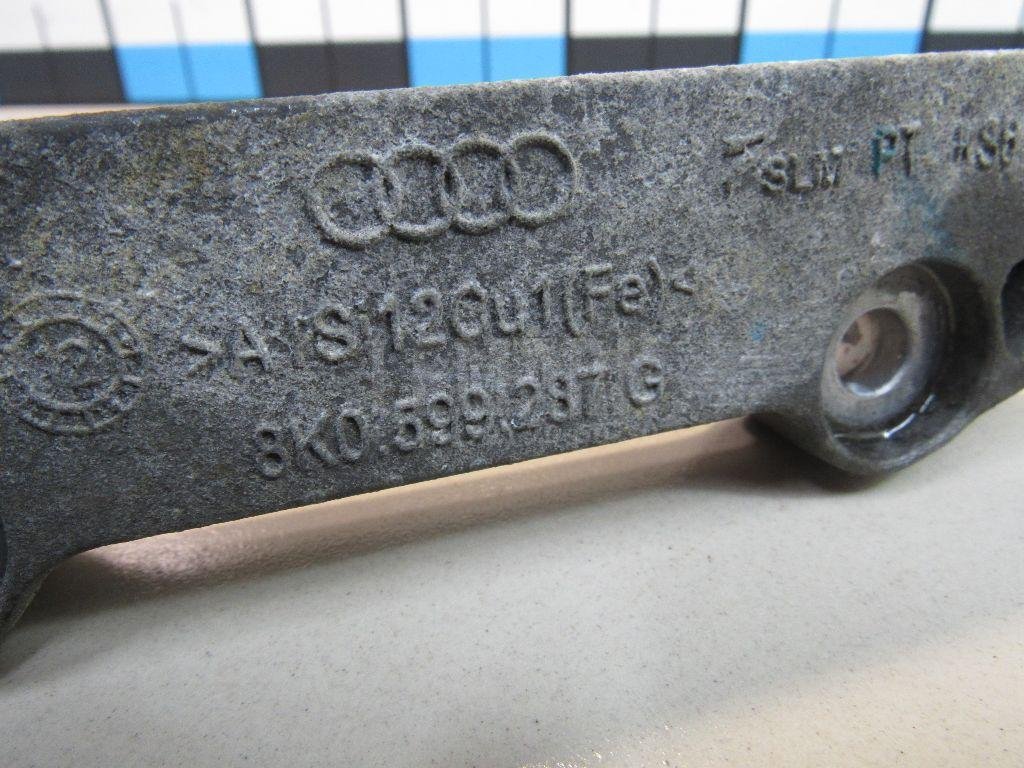 SLM PT
>AlSi12Cu1(Fe)<
8K0.599.287 G